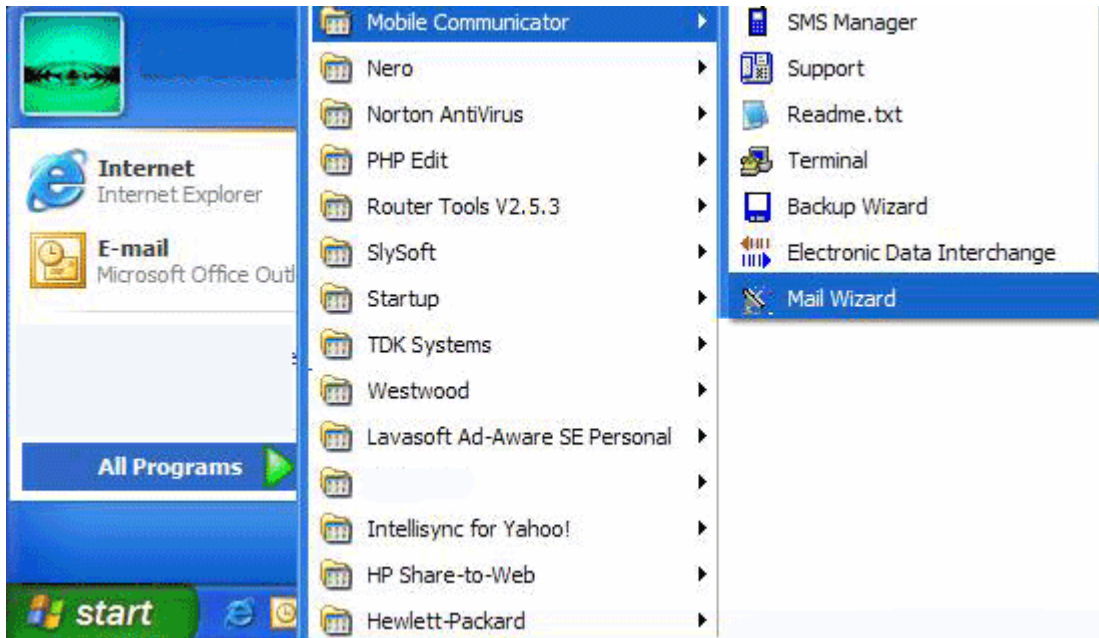 Internet
Internet Explorer
E-mail
Microsoft Office Outl
All Programs
start
Mobile Communicator
Nero
Norton AntiVirus
PHP Edit
Router Tools V2.5.3
SlySoft
Startup
TDK Systems
Westwood
Lavasoft Ad-Aware SE Personal
Intellisync for Yahoo!
HP Share-to-Web
Hewlett-Packard
SMS Manager
Support
Readme.txt
Terminal
Backup Wizard
Electronic Data Interchange
Mail Wizard